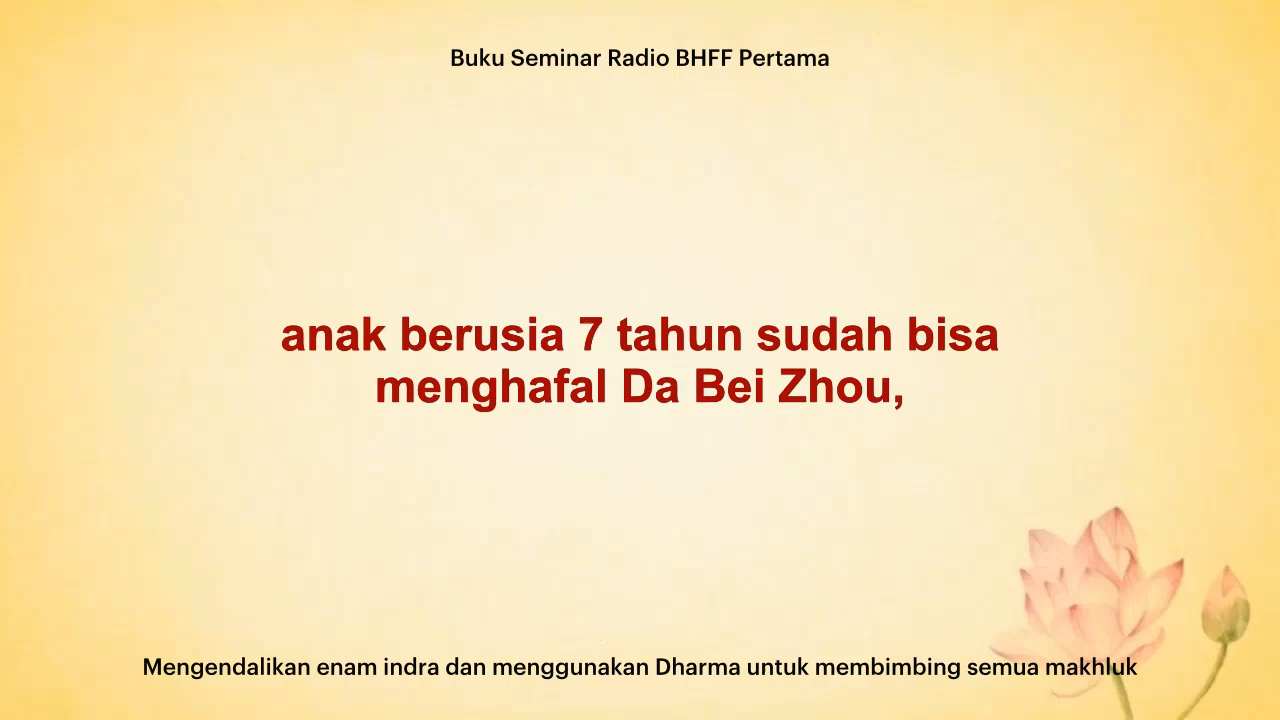 Buku Seminar Radio BHFF Pertama
anak berusia 7 tahun sudah bisa
menghafal Da Bei Zhou,
Mengendalikan enam indra dan menggunakan Dharma untuk membimbing semua makhluk